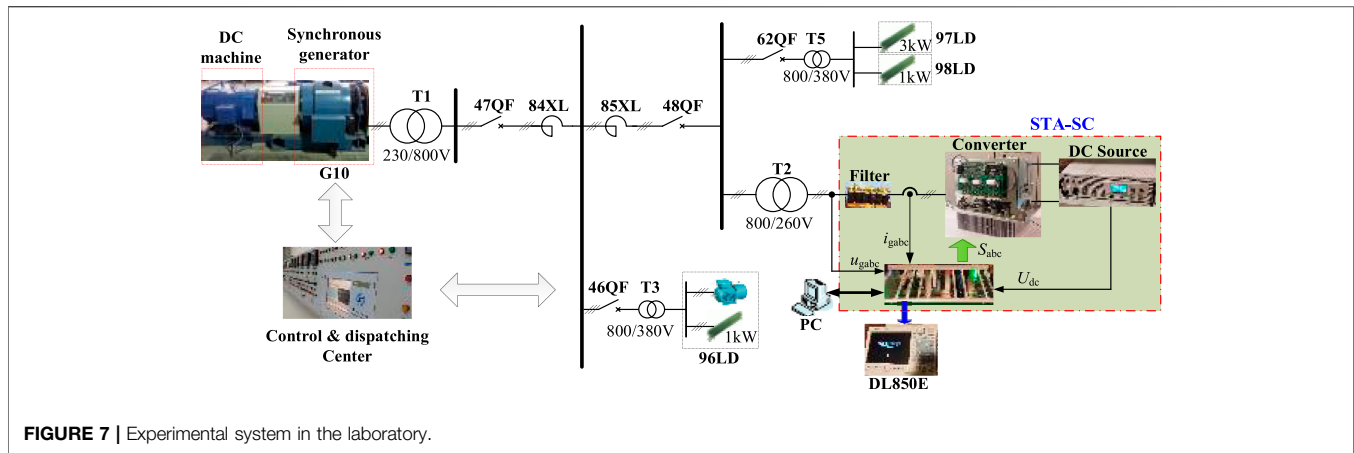 DC
machine
Synchronous
generator
G10
T1
230/800V
47QF
84XL
85XL
48QF
62QF
T5
800/380V
3kW
97LD
1kW
98LD
STA-SC
T2
800/260V
Filter
Converter
DC Source
igabc
ugabc
Sabc
Udc
PC
DL850E
46QF
T3
800/380V
1kW
96LD
Control & dispatching
Center
FIGURE 7 | Experimental system in the laboratory.